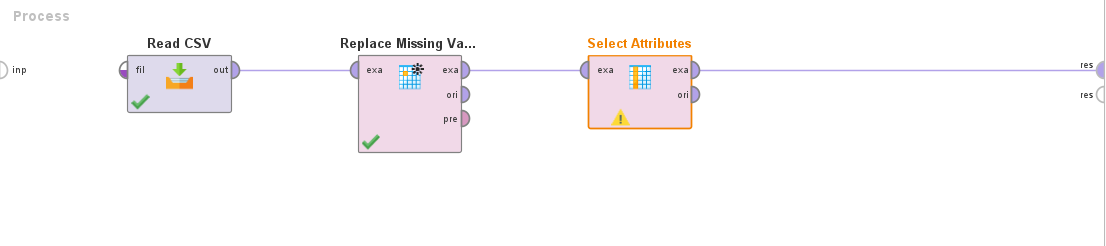 Process
Read CSV
Replace Missing Va...
Select Attributes
inp
fil
out
exa
exa
ori
pre
exa
exa
ori
res
res